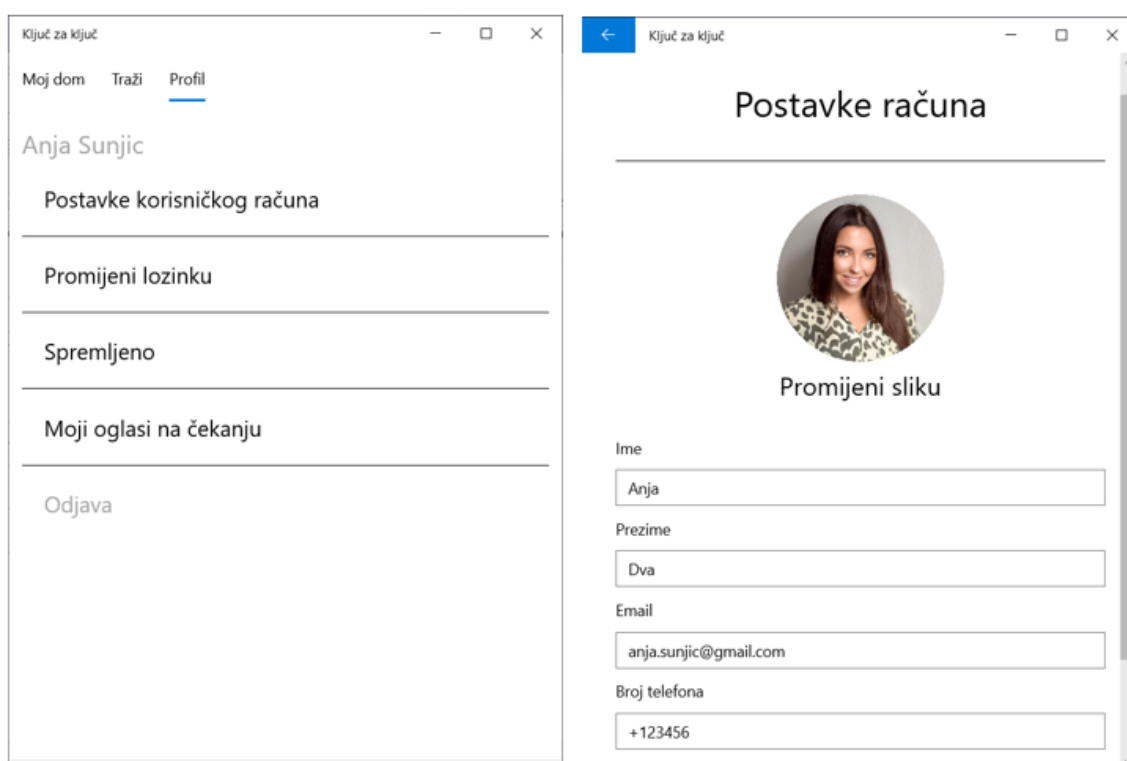 Ključ za ključ
Moj dom Traži Profil
Anja Sunjic
Postavke korisničkog računa
Promijeni lozinku
Spremljeno
Moji oglasi na čekanju
Odjava
Ključ za ključ
Postavke računa
Promijeni sliku
Ime
Anja
Prezime
Dva
Email
anja.sunjic@gmail.com
Broj telefona
+123456